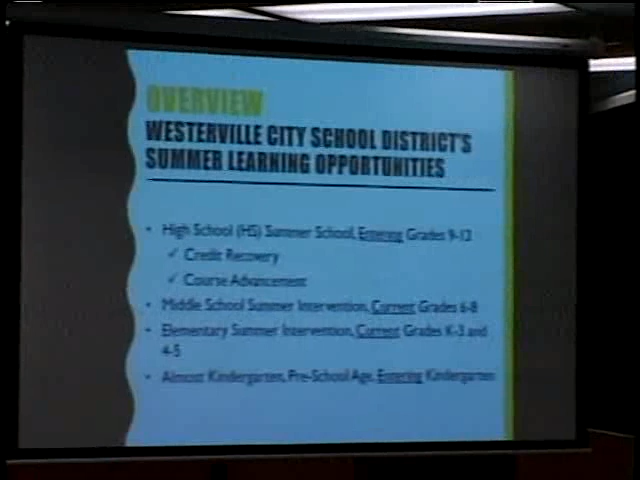 OVERVIEW
WESTERVILLE CITY SCHOOL DISTRICT'S
SUMMER LEARNING OPPORTUNITIES
• High School (HS) Summer School, Entering Grades 9-12
✓ Credit Recovery
✓ Course Advancement
• Middle School Summer Intervention, Current Grades 6-8
• Elementary Summer Intervention, Current Grades K-3 and
4-5
• Almost Kindergarten, Pre-School Age, Entering Kindergarten